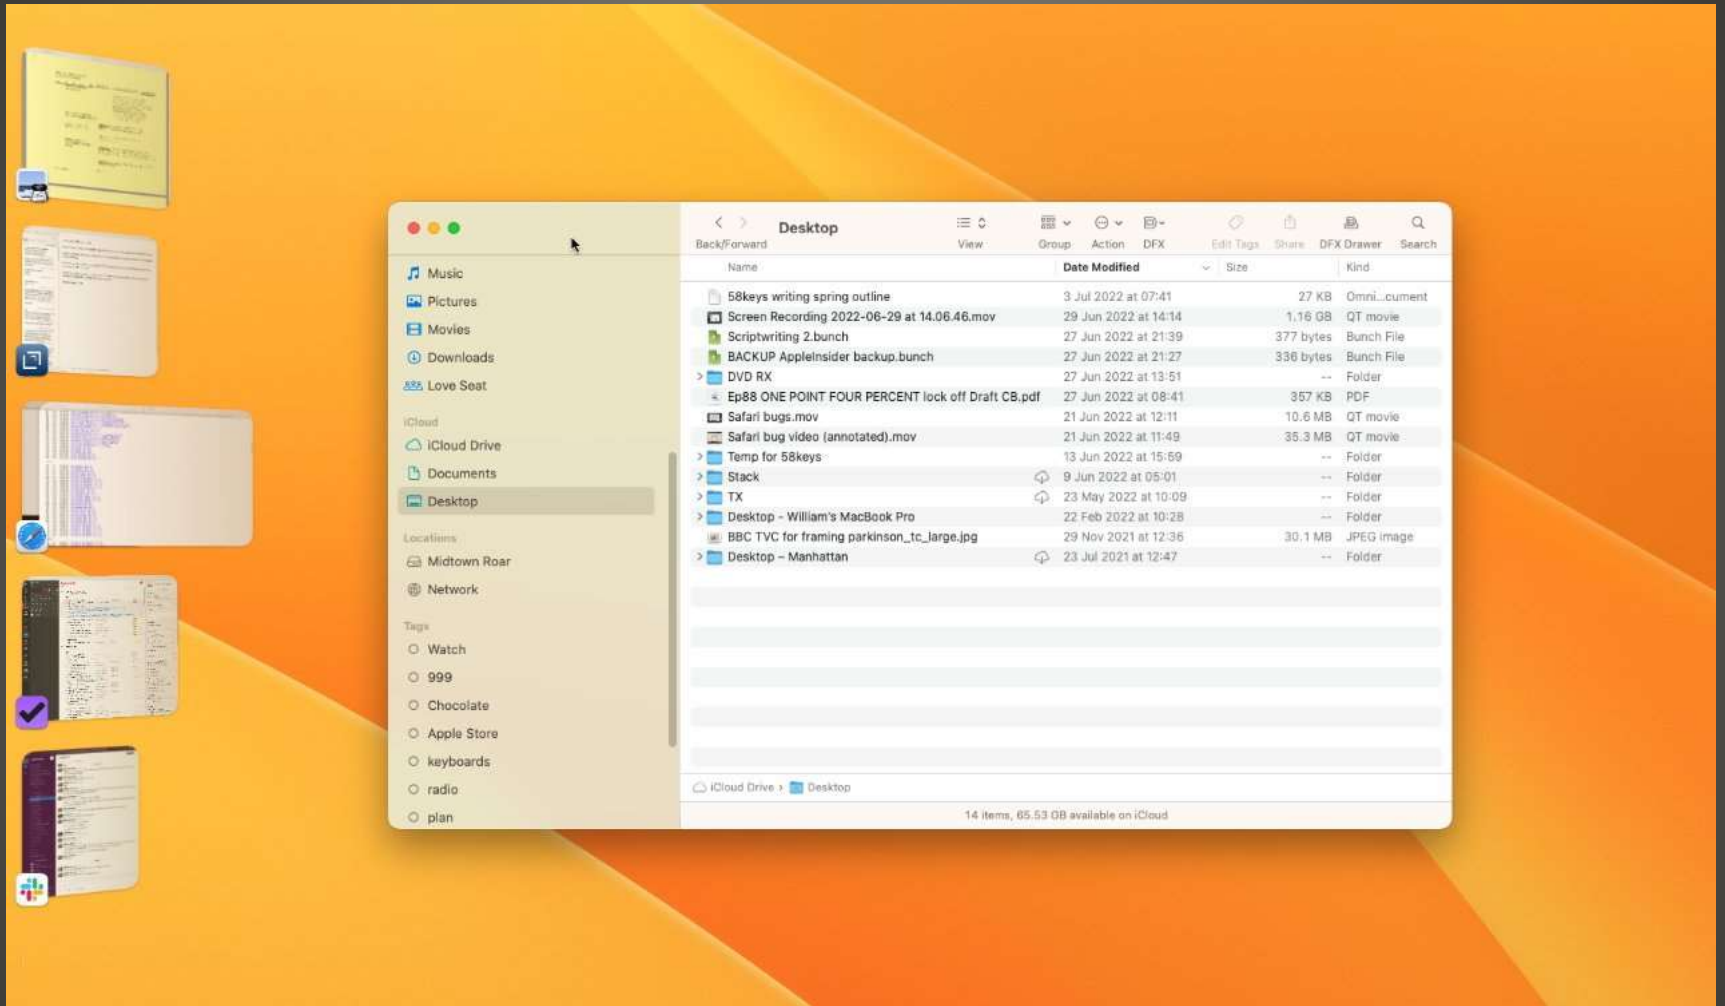 Back/Forward
Desktop
View
Group
Action
DFX
Edit Tags
Share
DFX Drawer
Search
Music
Pictures
Movies
Downloads
Love Seat
iCloud
iCloud Drive
Documents
Desktop
Locations
Midtown Roar
Network
Tags
Watch
999
Chocolate
Apple Store
keyboards
radio
plan
Name Date Modified Size Kind
58keys writing spring outline 3 Jul 2022 at 07:41 27 KB Omni...cument
Screen Recording 2022-06-29 at 14.06.46.mov 29 Jun 2022 at 14:14 1.16 GB QT movie
Scriptwriting 2.bunch 27 Jun 2022 at 21:39 377 bytes Bunch File
BACKUP AppleInsider backup.bunch 27 Jun 2022 at 21:27 336 bytes Bunch File
DVD RX 27 Jun 2022 at 13:51 -- Folder
Ep88 ONE POINT FOUR PERCENT lock off Draft CB.pdf 27 Jun 2022 at 08:41 357 KB PDF
Safari bugs.mov 21 Jun 2022 at 12:11 10.6 MB QT movie
Safari bug video (annotated).mov 21 Jun 2022 at 11:49 35.3 MB QT movie
Temp for 58keys 13 Jun 2022 at 15:59 -- Folder
Stack 9 Jun 2022 at 05:01 -- Folder
TX 23 May 2022 at 10:09 -- Folder
Desktop - William's MacBook Pro 22 Feb 2022 at 10:28 -- Folder
BBC TVC for framing parkinson_tc_large.jpg 29 Nov 2021 at 12:36 30.1 MB JPEG image
Desktop – Manhattan 23 Jul 2021 at 12:47 -- Folder
iCloud Drive › Desktop
14 items, 65.53 GB available on iCloud